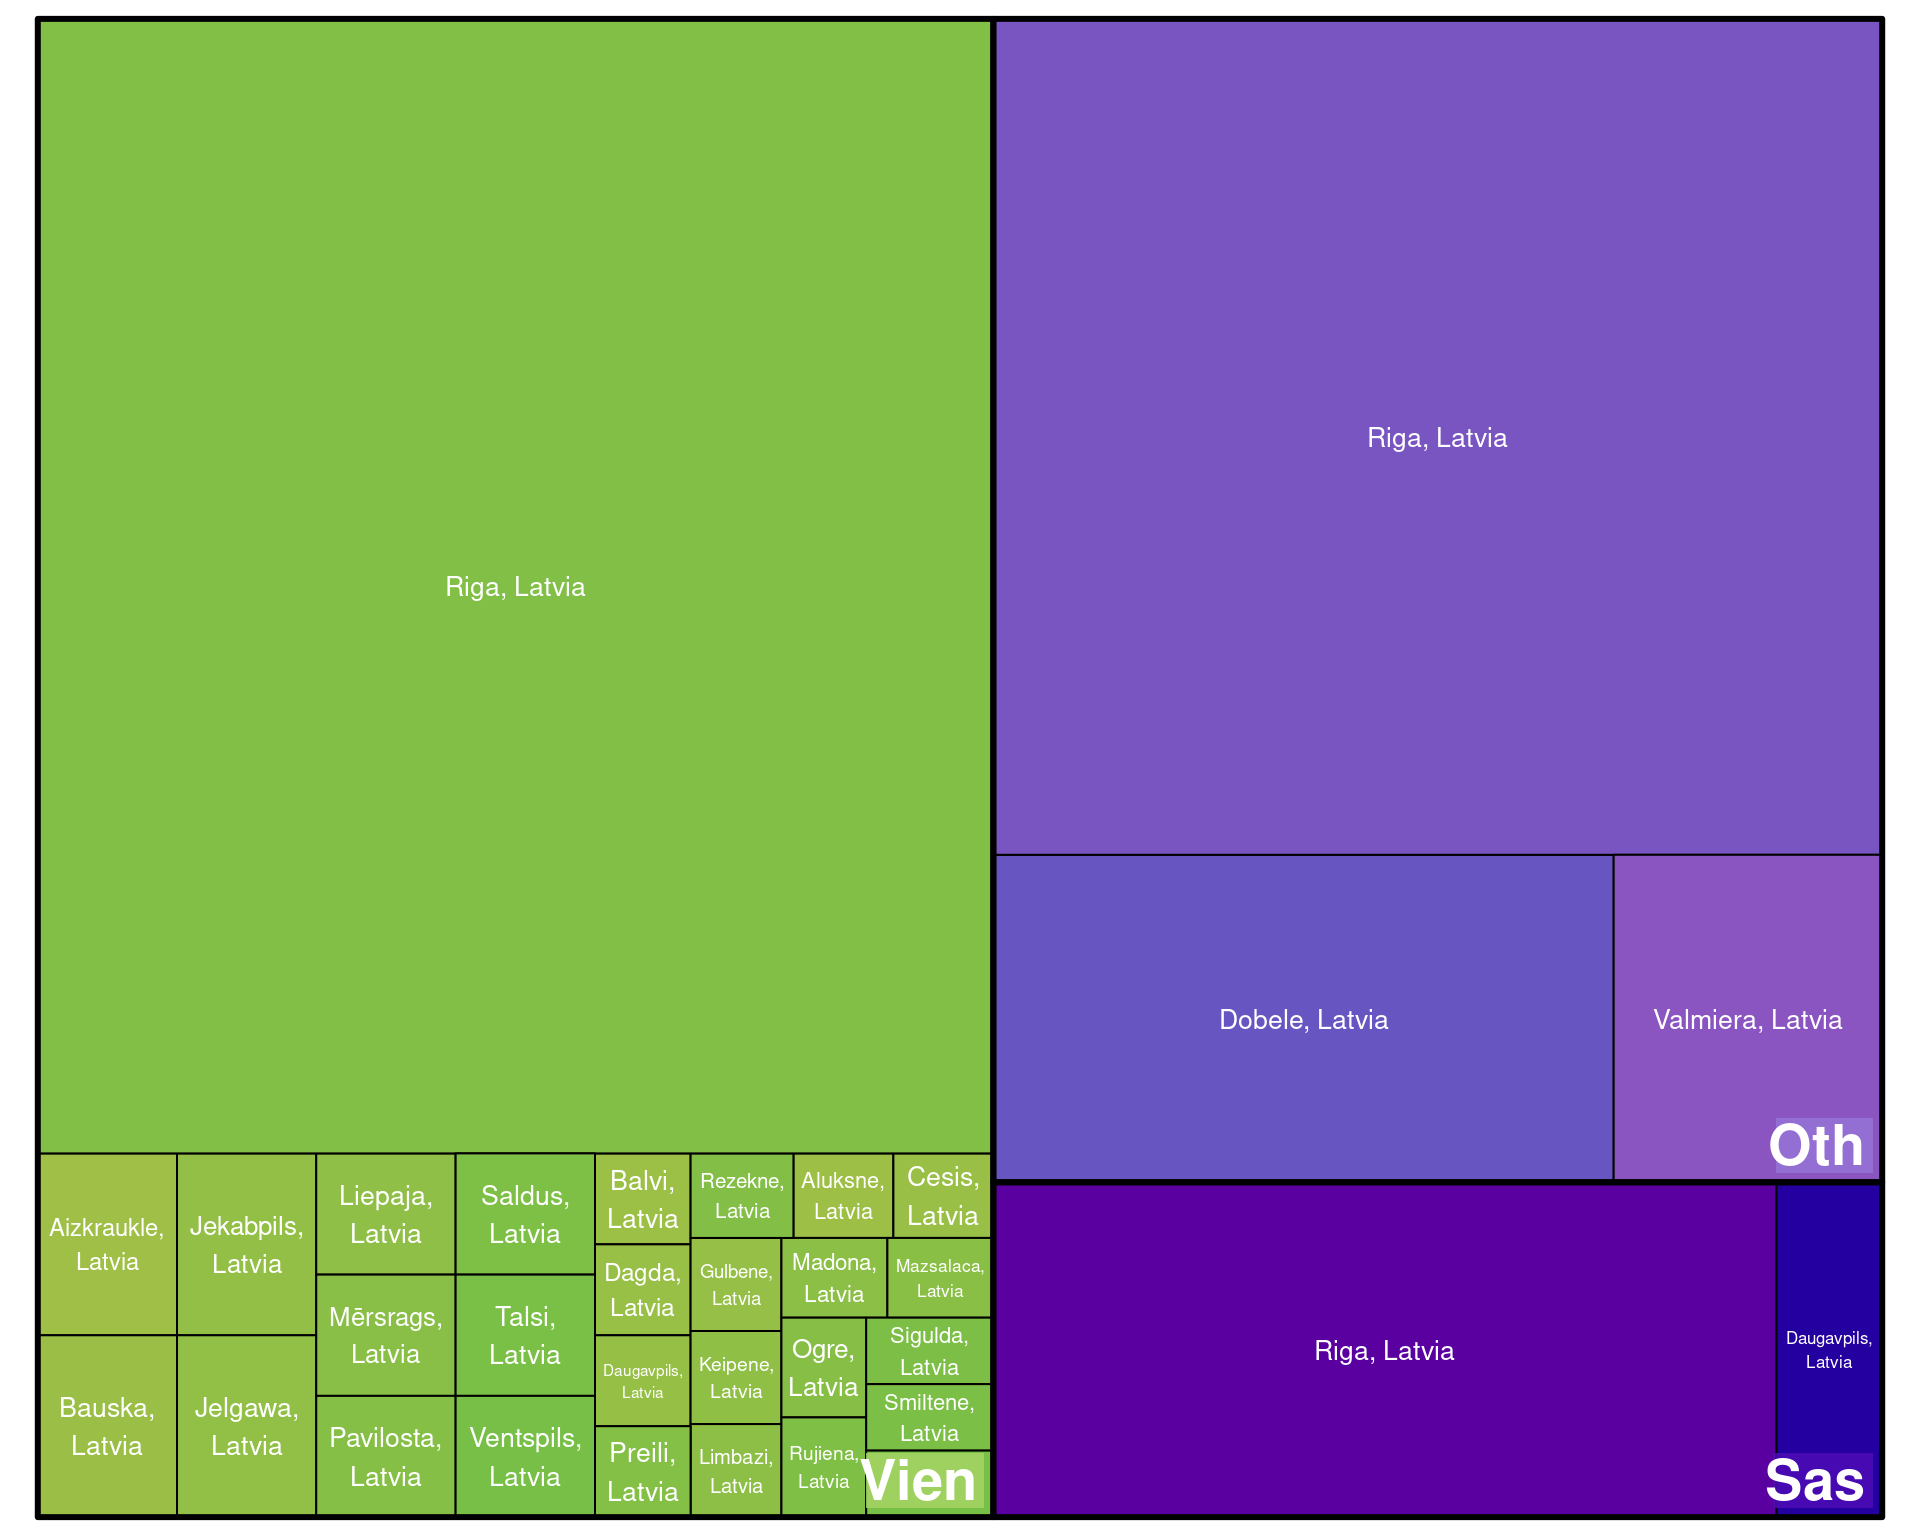 Riga, Latvia
Aizkraukle,
Latvia
Bauska,
Latvia
Jekabpils,
Latvia
Jelgawa,
Latvia
Liepaja,
Latvia
Mērsrags,
Latvia
Pavilosta,
Latvia
Saldus,
Latvia
Talsi,
Latvia
Ventspils,
Latvia
Balvi,
Latvia
Dagda,
Latvia
Daugavpils,
Latvia
Preili,
Latvia
Rezekne,
Latvia
Aluksne,
Latvia
Cesis,
Latvia
Gulbene,
Latvia
Keipene,
Latvia
Limbazi,
Latvia
Madona,
Latvia
Mazsalaca,
Latvia
Ogre,
Latvia
Rujiena,
Latvia
Sigulda,
Latvia
Smiltene,
Latvia
Vien
Riga, Latvia
Dobele, Latvia
Valmiera, Latvia
Oth
Riga, Latvia
Daugavpils,
Latvia
Sas